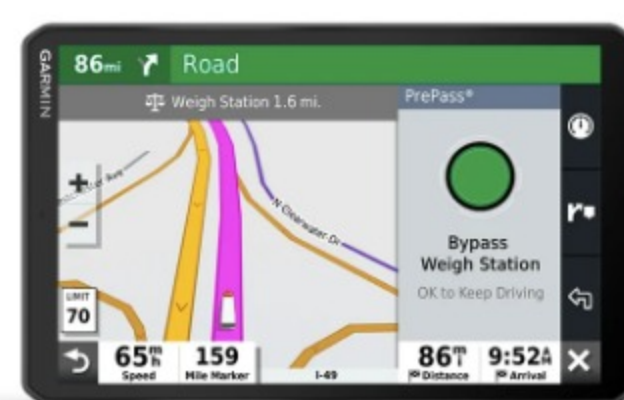 GARMIN
86mi Road
Weigh Station 1.6 mi.
PrePass®
N Clearwater Dr
Bypass
Weigh Station
OK to Keep Driving
LIMIT
70
65mh
Speed
159
Mile Marker
I-49
86mi
Distance
9:52A
Arrival